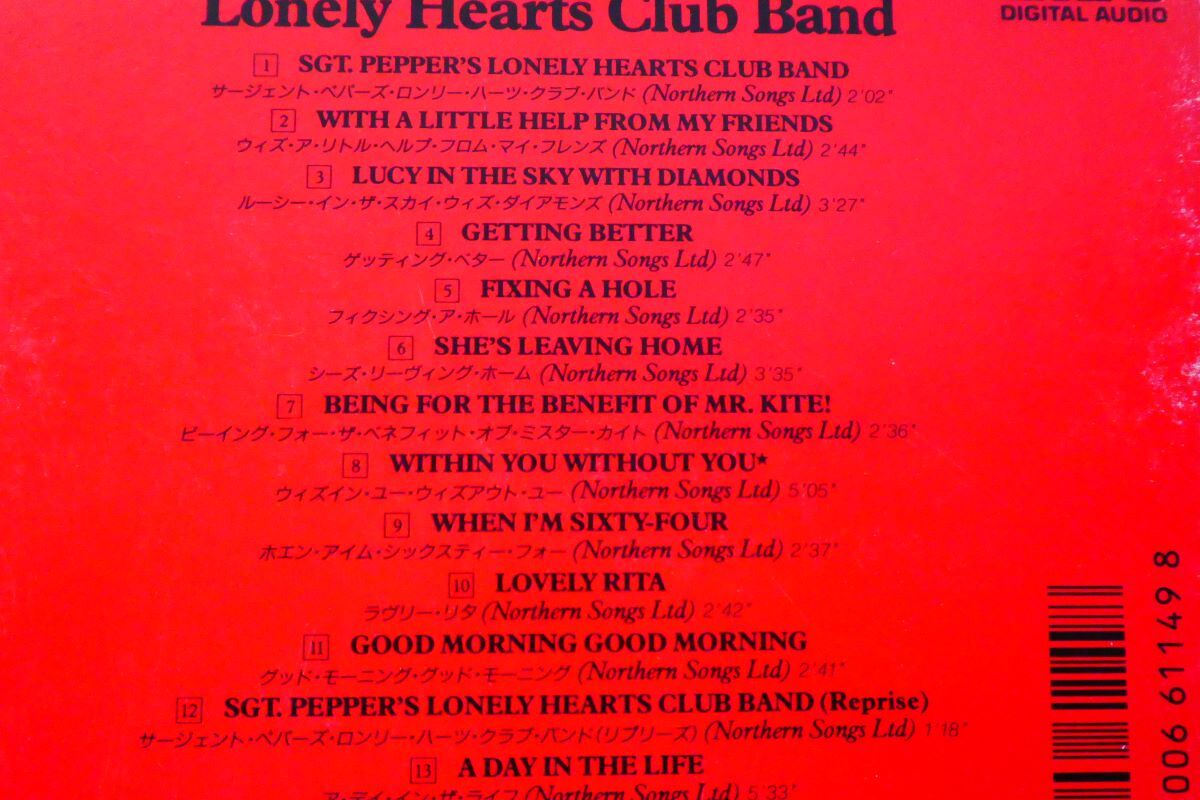 Lonely Hearts Club Band
DIGITAL AUDIO
1 SGT. PEPPER'S LONELY HEARTS CLUB BAND
サージェント・ペパーズ・ロンリー・ハーツ・クラブ・バンド (Northern Songs Ltd) 2'02"
2 WITH A LITTLE HELP FROM MY FRIENDS
ウィズ・ア・リトル・ヘルプ・フロム・マイ・フレンズ (Northern Songs Ltd) 2'44"
3 LUCY IN THE SKY WITH DIAMONDS
ルーシー・イン・ザ・スカイ・ウィズ・ダイアモンズ (Northern Songs Ltd) 3'27"
4 GETTING BETTER
ゲッティング・ベター (Northern Songs Ltd) 2'47"
5 FIXING A HOLE
フィクシング・ア・ホール (Northern Songs Ltd) 2'35"
6 SHE'S LEAVING HOME
シーズ・リーヴィング・ホーム (Northern Songs Ltd) 3'35"
7 BEING FOR THE BENEFIT OF MR. KITE!
ビーイング・フォー・ザ・ベネフィット・オブ・ミスター・カイト (Northern Songs Ltd) 2'36"
8 WITHIN YOU WITHOUT YOU★
ウィズイン・ユー・ウィズアウト・ユー (Northern Songs Ltd) 5'05"
9 WHEN I'M SIXTY-FOUR
ホエン・アイム・シックスティー・フォー (Northern Songs Ltd) 2'37"
10 LOVELY RITA
ラヴリー・リタ (Northern Songs Ltd) 2'42"
11 GOOD MORNING GOOD MORNING
グッド・モーニング・グッド・モーニング (Northern Songs Ltd) 2'41"
12 SGT. PEPPER'S LONELY HEARTS CLUB BAND (Reprise)
サージェント・ペパーズ・ロンリー・ハーツ・クラブ・バンド(リプリーズ) (Northern Songs Ltd) 1'18"
13 A DAY IN THE LIFE
ア・デイ・イン・ザ・ライフ (Northern Songs Ltd) 5'33"
006 61149 8